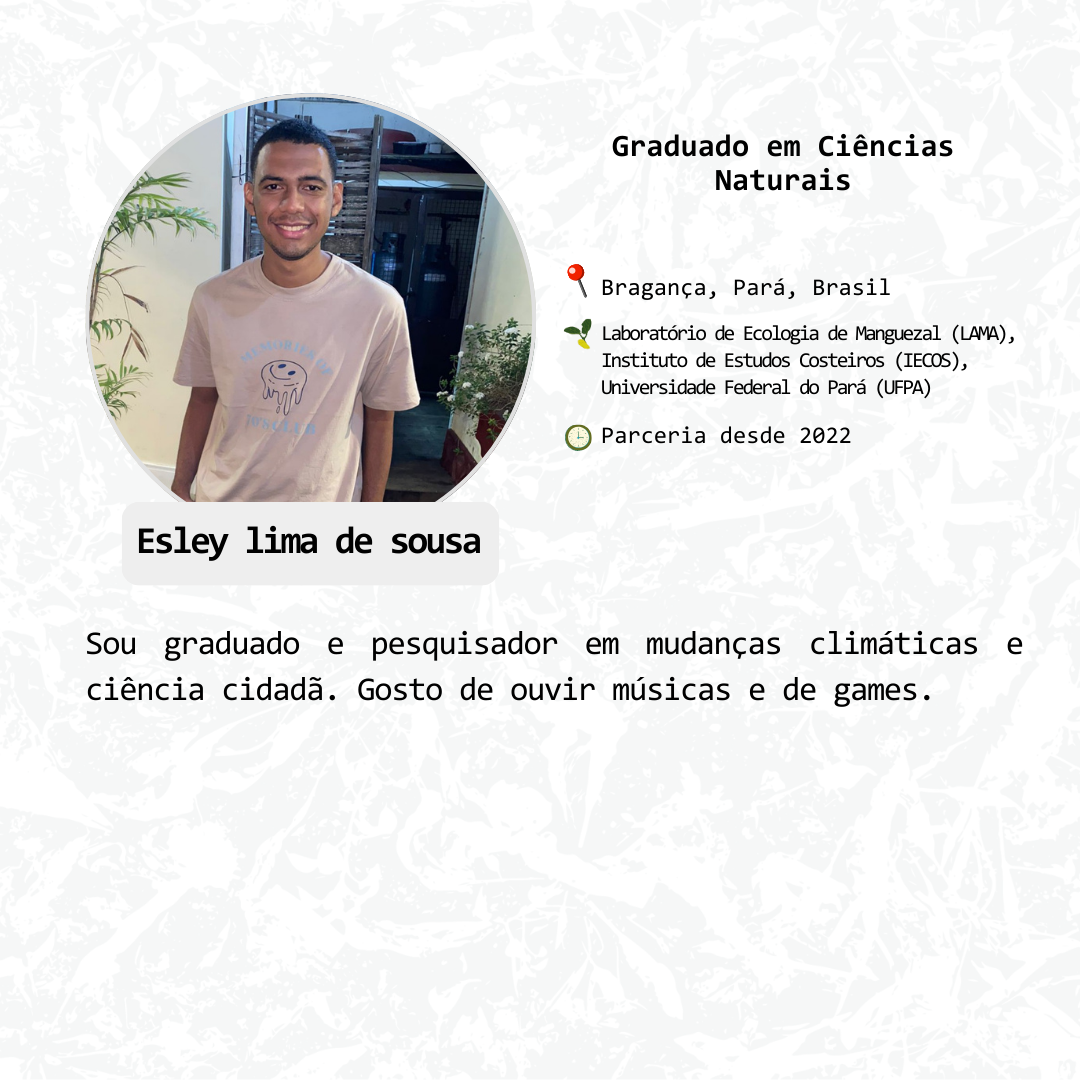 Graduado em Ciências
Naturais
Bragança, Pará, Brasil
Laboratório de Ecologia de Manguezal (LAMA),
Instituto de Estudos Costeiros (IECOS),
Universidade Federal do Pará (UFPA)
Parceria desde 2022
MEMORIES OF
Esley lima de sousa
Sou graduado e pesquisador em mudanças climáticas e
ciência cidadã. Gosto de ouvir músicas e de games.